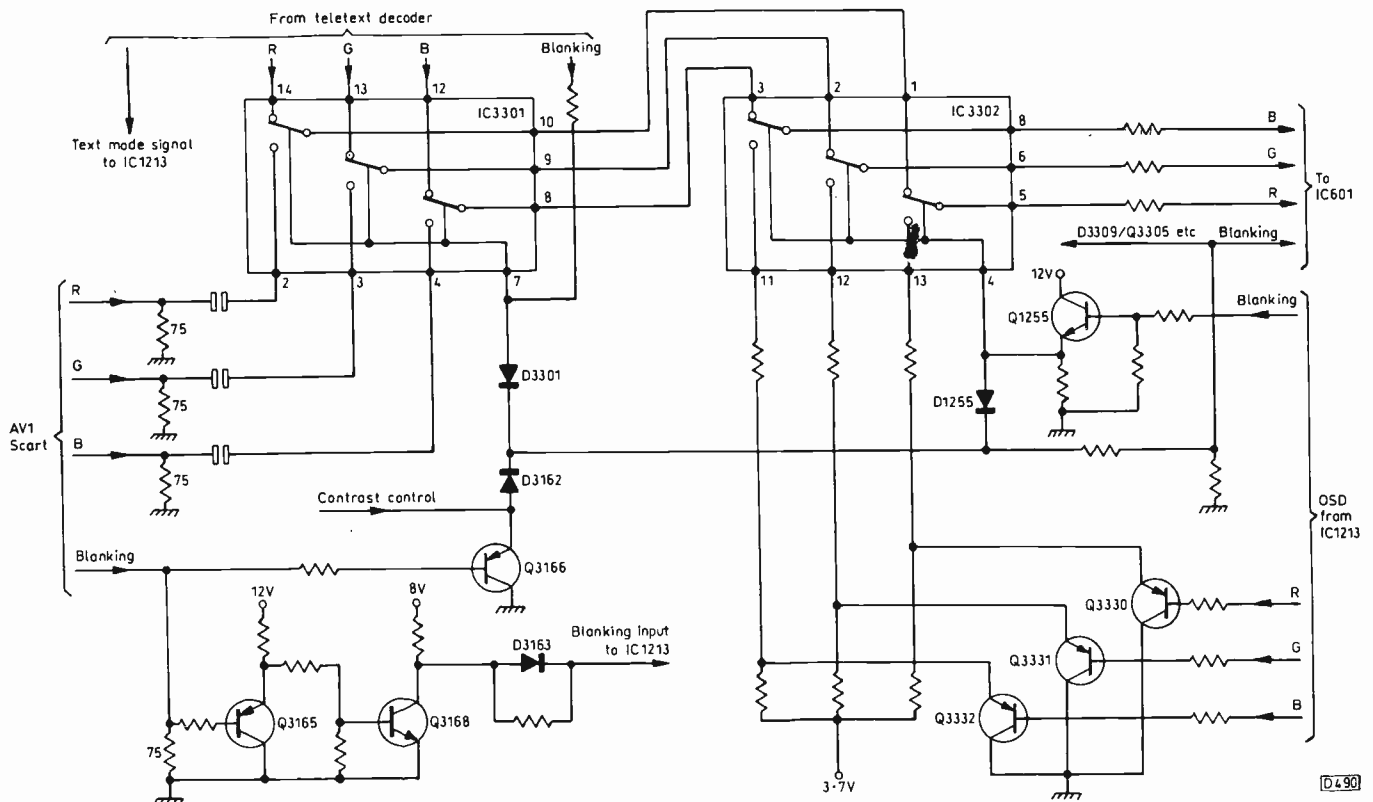 From teletext decoder
R
G
B
Blanking
14
13
12
IC3301
10
9
8
Text mode signal
to IC1213
3
2
1
IC3302
8
6
5
B
G
R
To
IC601
D3309/Q3305 etc
Blanking
2
3
4
7
11
12
13
4
12V
Blanking
Q1255
AV1
Scart
R
75
G
75
B
75
D3301
D1255
D3162
Contrast control
Blanking
Q3166
12V
8V
D3163
Blanking input
to IC1213
Q3165
Q3168
75
OSD
from
IC1213
Q3330
R
Q3331
G
Q3332
B
3·7V
D490